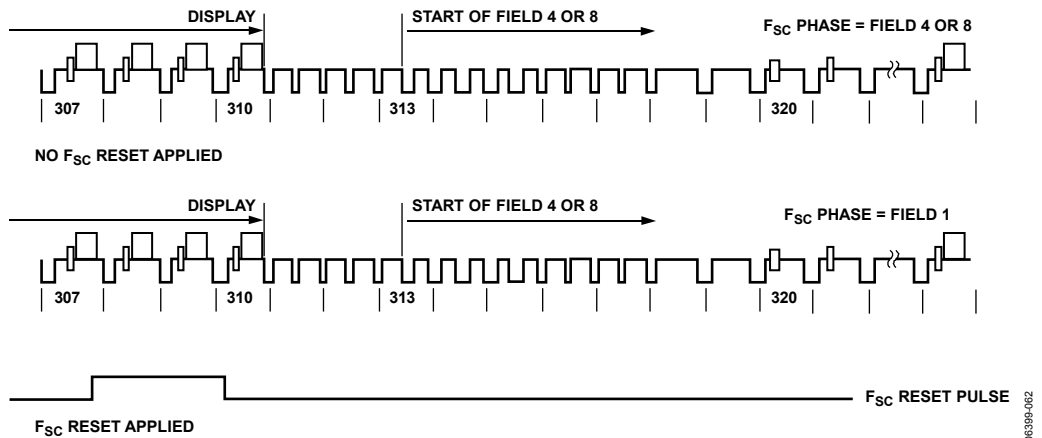 DISPLAY
START OF FIELD 4 OR 8
FSC PHASE = FIELD 4 OR 8
307
310
313
320
NO FSC RESET APPLIED
DISPLAY
START OF FIELD 4 OR 8
FSC PHASE = FIELD 1
307
310
313
320
FSC RESET PULSE
FSC RESET APPLIED
06399-062